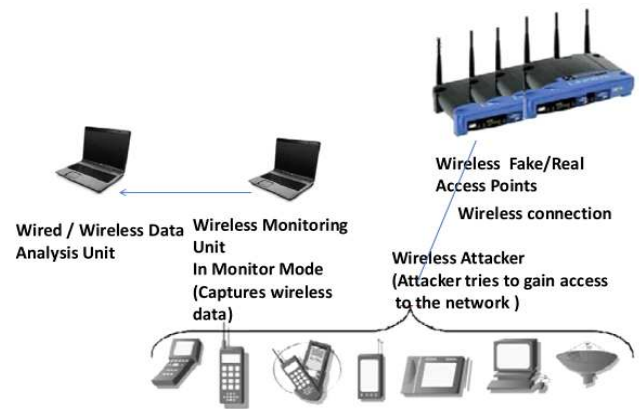 Wireless Fake/Real
Access Points
Wireless connection
Wired / Wireless Data
Analysis Unit
Wireless Monitoring
Unit
In Monitor Mode
(Captures wireless
data)
Wireless Attacker
(Attacker tries to gain access
to the network )